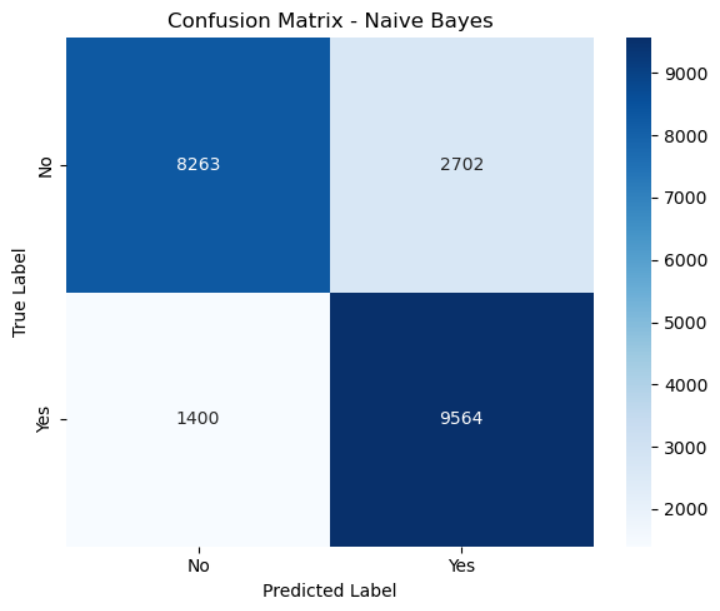 Confusion Matrix - Naive Bayes
9000
8000
7000
6000
5000
4000
3000
2000
True Label
No
Yes
8263 2702
1400 9564
No Yes
Predicted Label